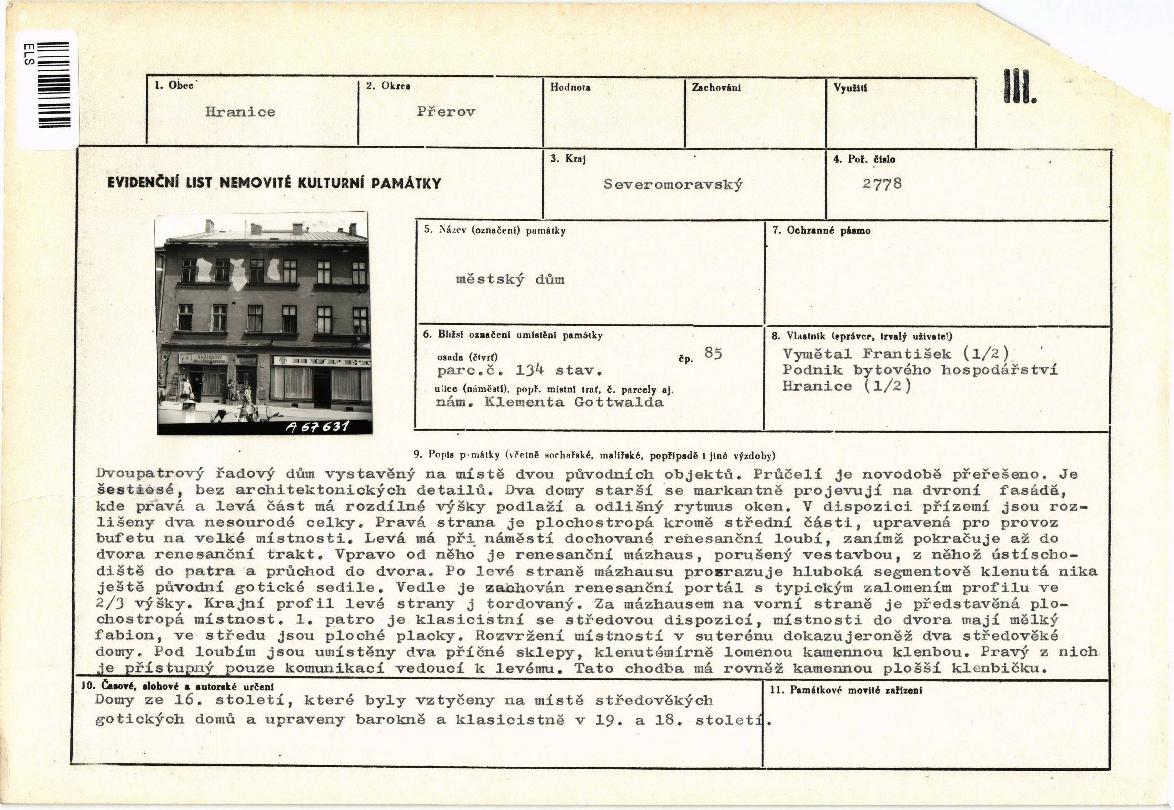 ELS
III.
1. Obec
Hranice
2. Okres
Přerov
Hodnota
Zachování
Využití
EVIDENČNÍ LIST NEMOVITÉ KULTURNÍ PAMÁTKY
3. Kraj
Severomoravský
4. Poř. číslo
2778
BUFET
A 67631
5. Název (označení) památky
městský dům
7. Ochranné pásmo
6. Bližší označení umístění památky
osada (čtvrť) čp. 85
parc.č. 134 stav.
ulice (náměstí), popř. místní trať, č. parcely aj.
nám. Klementa Gottwalda
8. Vlastník (správce, trvalý uživatel)
Vymětal František (1/2)
Podnik bytového hospodářství
Hranice (1/2)
9. Popis památky (včetně sochařské, malířské, popřípadě i jiné výzdoby)
Dvoupatrový řadový dům vystavěný na místě dvou původních objektů. Průčelí je novodobě přeřešeno. Je
šestiosé, bez architektonických detailů. Dva domy starší se markantně projevují na dvroní fasádě,
kde pravá a levá část má rozdílné výšky podlaží a odlišný rytmus oken. V dispozici přízemí jsou roz-
lišeny dva nesourodé celky. Pravá strana je plochostropá kromě střední části, upravená pro provoz
bufetu na velké místnosti. Levá má při náměstí dochované renesanční loubí, zanímž pokračuje až do
dvora renesanční trakt. Vpravo od něho je renesanční mázhaus, porušený vestavbou, z něhož ústíscho-
diště do patra a průchod do dvora. Po levé straně mázhausu prosrazuje hluboká segmentově klenutá nika
ještě původní gotické sedile. Vedle je zachován renesanční portál s typickým zalomením profilu ve
2/3 výšky. Krajní profil levé strany j tordovaný. Za mázhausem na vorní straně je představěná plo-
chostropá místnost. 1. patro je klasicistní se středovou dispozicí, místnosti do dvora mají mělký
fabion, ve středu jsou ploché placky. Rozvržení místností v suterénu dokazujeroněž dva středověké
domy. Pod loubím jsou umístěny dva příčné sklepy, klenutémírně lomenou kamennou klenbou. Pravý z nich
je přístupný pouze komunikací vedoucí k levému. Tato chodba má rovněž kamennou plošší klenbičku.
10. Časové, slohové a autorské určení
Domy ze 16. století, které byly vztyčeny na místě středověkých
gotických domů a upraveny barokně a klasicistně v 19. a 18. století.
11. Památkové movité zařízení